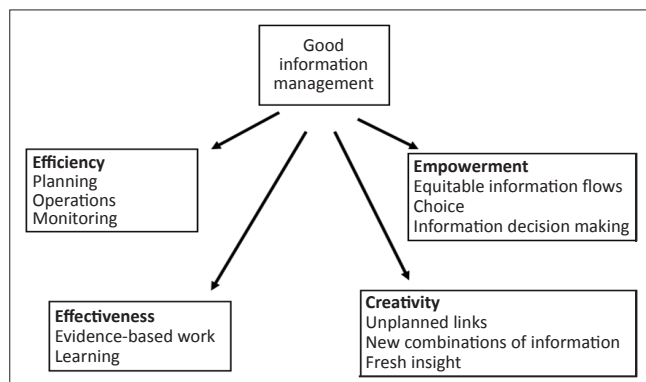 Good
information
management
Efficiency
Planning
Operations
Monitoring
Empowerment
Equitable information flows
Choice
Information decision making
Effectiveness
Evidence-based work
Learning
Creativity
Unplanned links
New combinations of information
Fresh insight